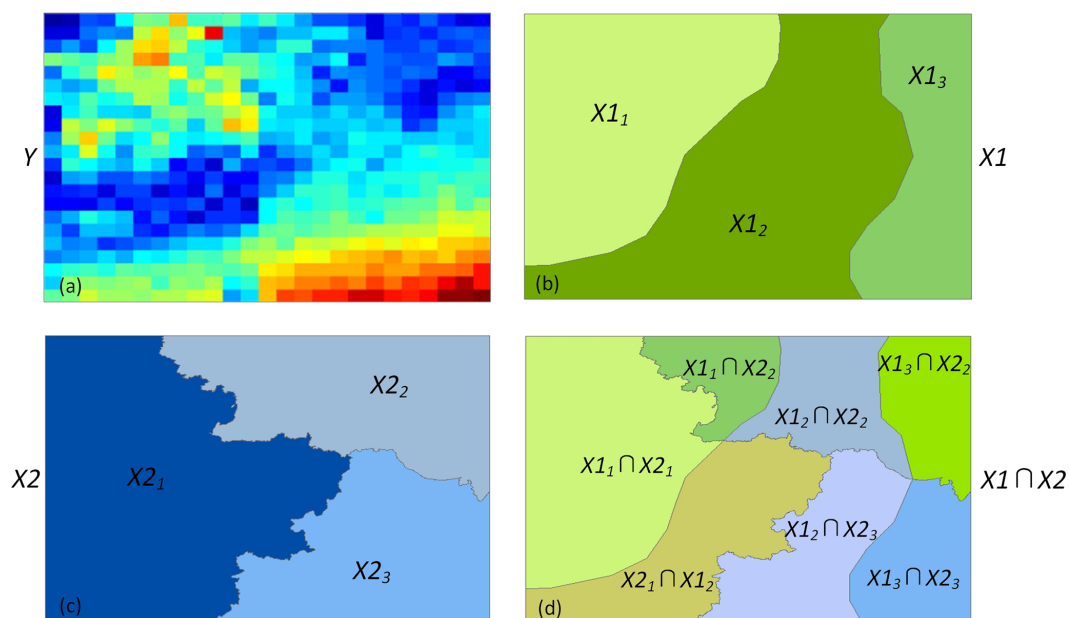 Y
(a)
X1₁
X1₂
X1₃
X1
(b)
X2
X2₁
X2₂
X2₃
(c)
X1₁ ∩ X2₂
X1₃ ∩ X2₂
X1₂ ∩ X2₂
X1₁ ∩ X2₁
X1 ∩ X2
X1₂ ∩ X2₃
X2₁ ∩ X1₂
X1₃ ∩ X2₃
(d)